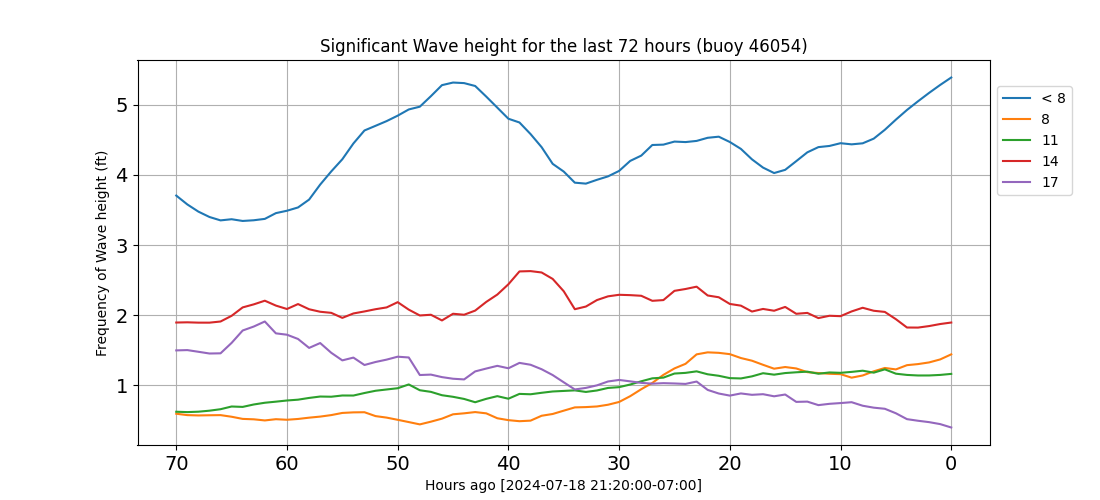 Significant Wave height for the last 72 hours (buoy 46054)
Frequency of Wave height (ft)
5
4
3
2
1
70 60 50 40 30 20 10 0
Hours ago [2024-07-18 21:20:00-07:00]
< 8
8
11
14
17